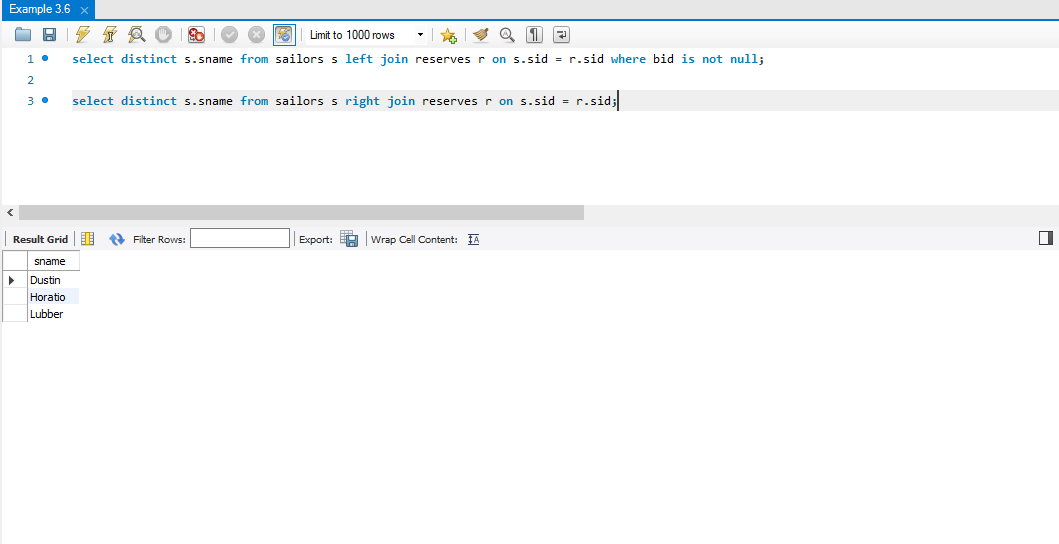 Example 3.6
Limit to 1000 rows
1 select distinct s.sname from sailors s left join reserves r on s.sid = r.sid where bid is not null;
2
3 select distinct s.sname from sailors s right join reserves r on s.sid = r.sid;
Result Grid Filter Rows: Export: Wrap Cell Content:
sname
Dustin
Horatio
Lubber